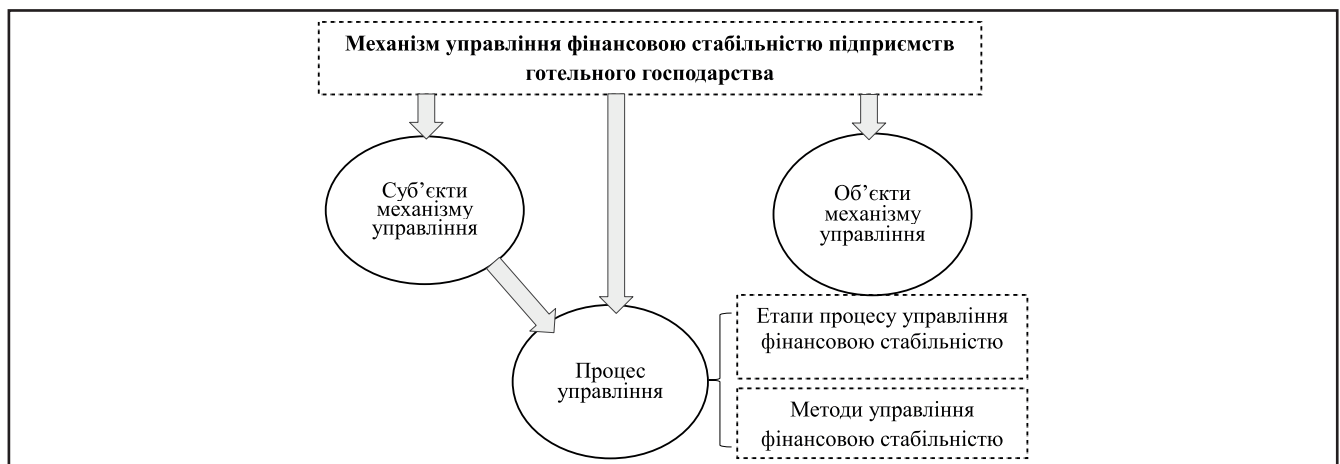 Механізм управління фінансовою стабільністю підприємств
готельного господарства
Суб’єкти
механізму
управління
Об’єкти
механізму
управління
Процес
управління
Етапи процесу управління
фінансовою стабільністю
Методи управління
фінансовою стабільністю